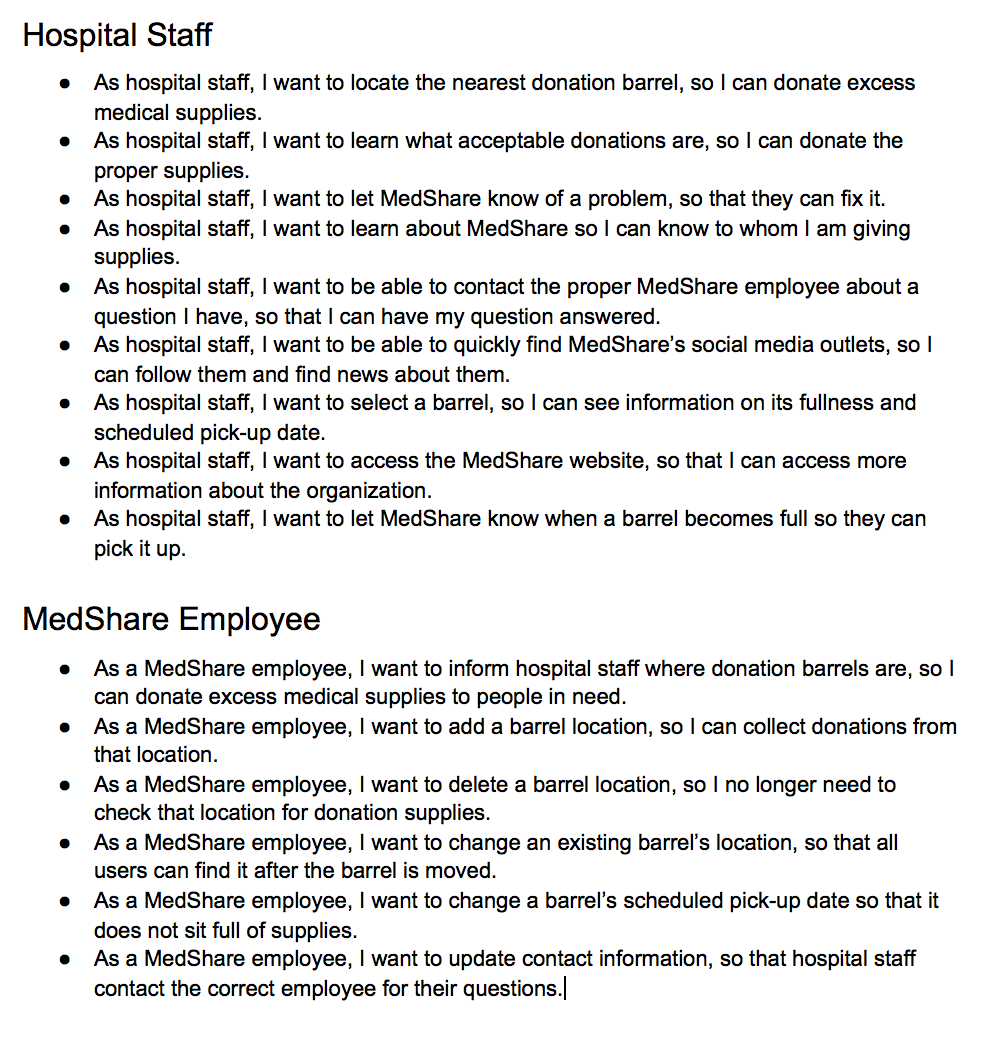 Hospital Staff
● As hospital staff, I want to locate the nearest donation barrel, so I can donate excess
medical supplies.
● As hospital staff, I want to learn what acceptable donations are, so I can donate the
proper supplies.
● As hospital staff, I want to let MedShare know of a problem, so that they can fix it.
● As hospital staff, I want to learn about MedShare so I can know to whom I am giving
supplies.
● As hospital staff, I want to be able to contact the proper MedShare employee about a
question I have, so that I can have my question answered.
● As hospital staff, I want to be able to quickly find MedShare’s social media outlets, so I
can follow them and find news about them.
● As hospital staff, I want to select a barrel, so I can see information on its fullness and
scheduled pick-up date.
● As hospital staff, I want to access the MedShare website, so that I can access more
information about the organization.
● As hospital staff, I want to let MedShare know when a barrel becomes full so they can
pick it up.
MedShare Employee
● As a MedShare employee, I want to inform hospital staff where donation barrels are, so I
can donate excess medical supplies to people in need.
● As a MedShare employee, I want to add a barrel location, so I can collect donations from
that location.
● As a MedShare employee, I want to delete a barrel location, so I no longer need to
check that location for donation supplies.
● As a MedShare employee, I want to change an existing barrel’s location, so that all
users can find it after the barrel is moved.
● As a MedShare employee, I want to change a barrel’s scheduled pick-up date so that it
does not sit full of supplies.
● As a MedShare employee, I want to update contact information, so that hospital staff
contact the correct employee for their questions.